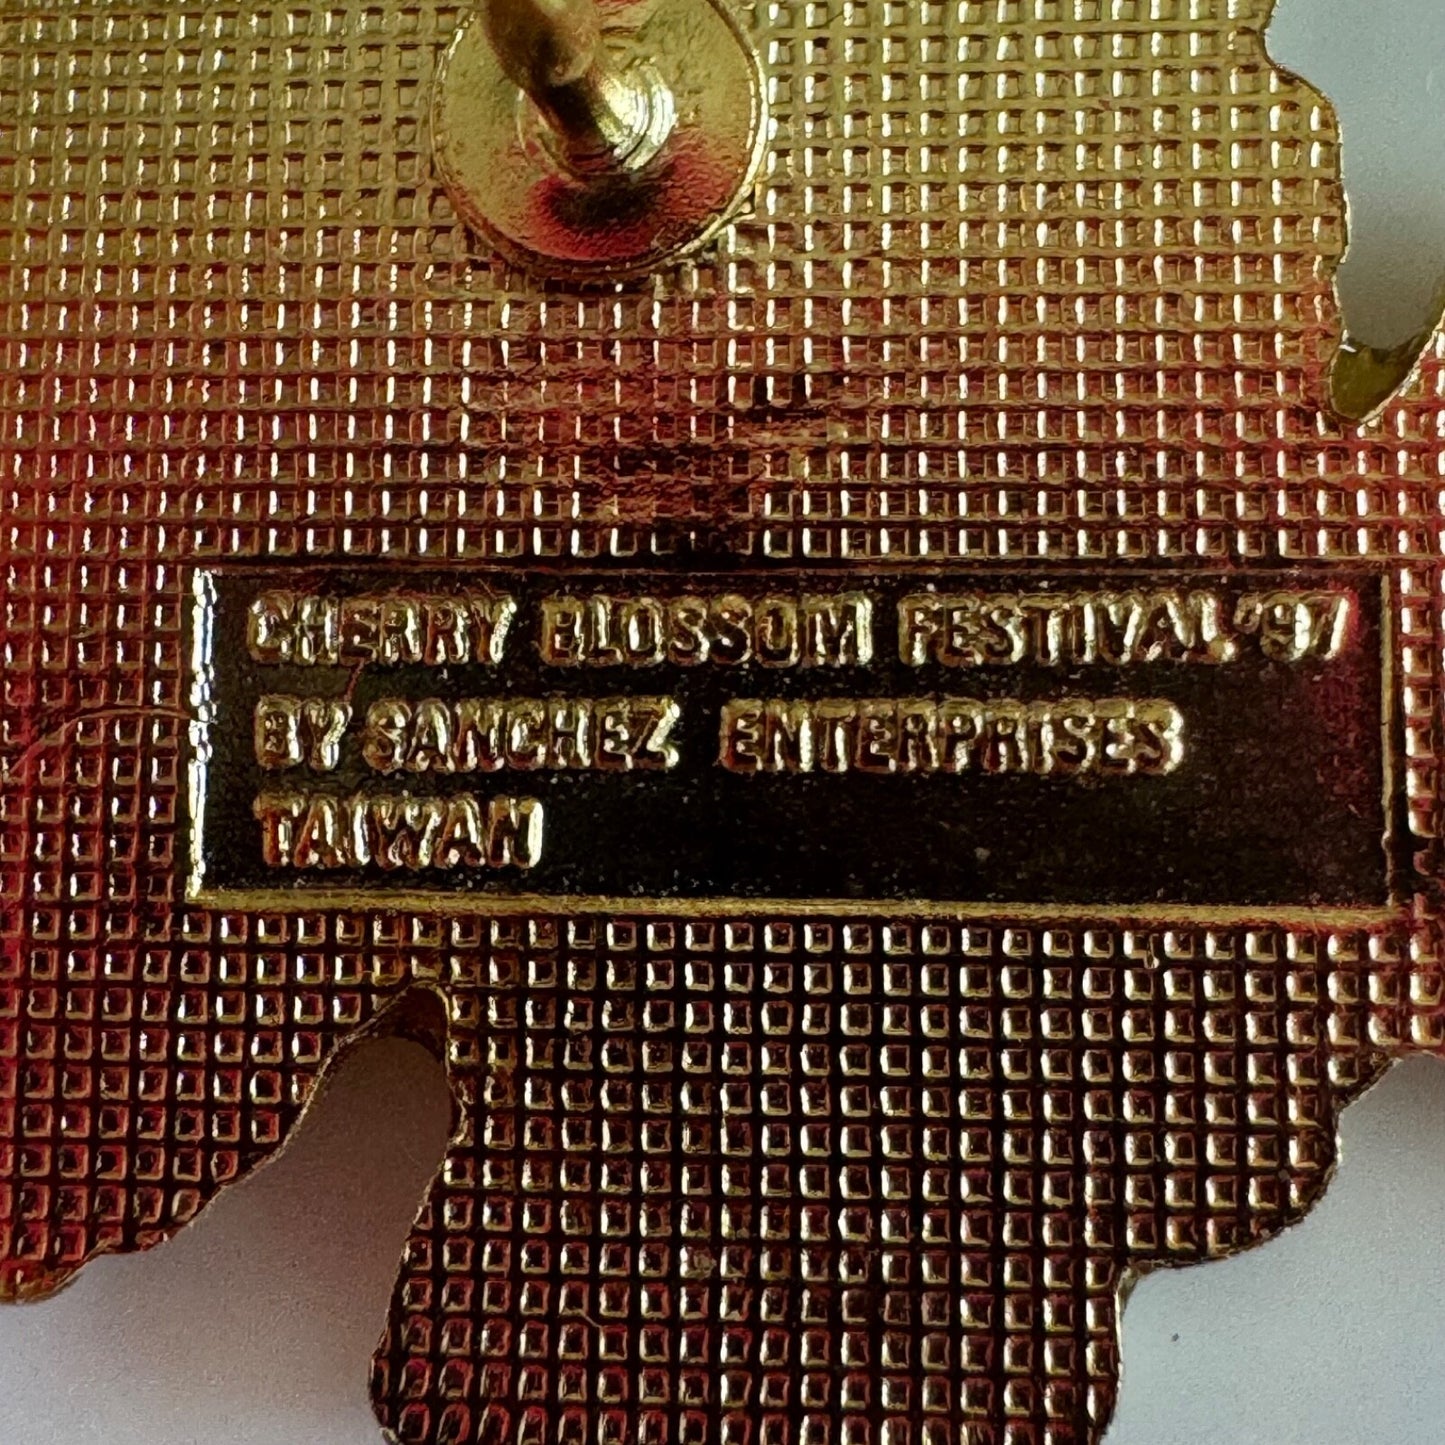 CHERRY BLOSSOM FESTIVAL '97
BY SANCHEZ ENTERPRISES
TAIWAN